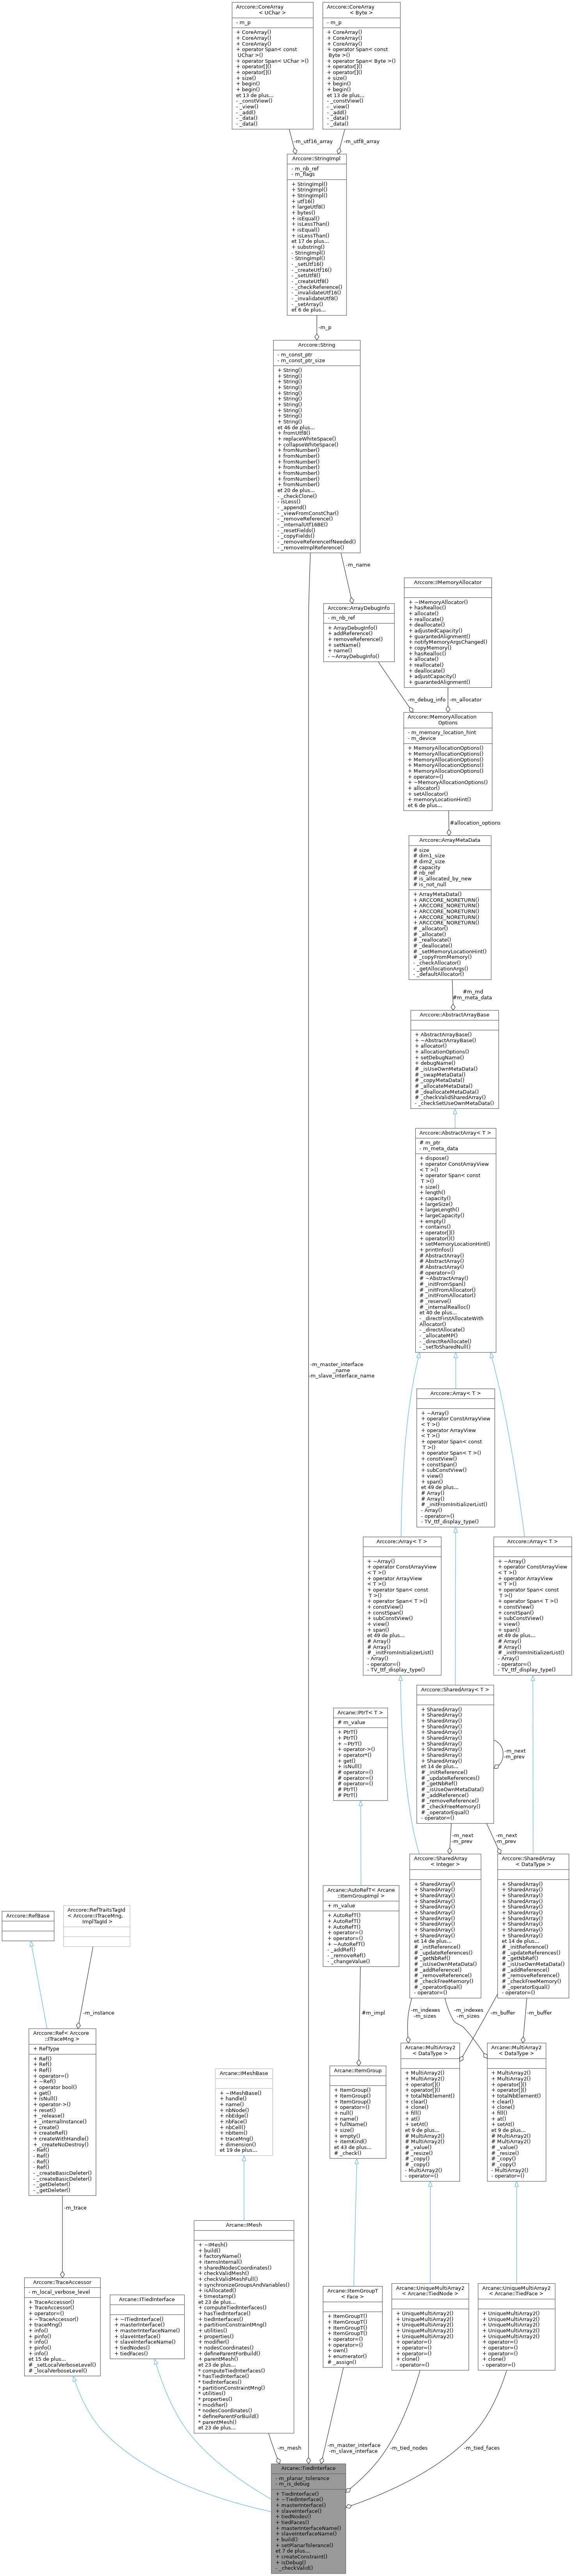 Arccore::CoreArray
< UChar >
- m_p
+ CoreArray()
+ CoreArray()
+ CoreArray()
+ operator Span< const
UChar >()
+ operator Span< UChar >()
+ operator[]()
+ operator[]()
+ size()
+ begin()
+ begin()
et 13 de plus...
- _constView()
- _view()
- _add()
- _data()
- _data()
Arccore::CoreArray
< Byte >
- m_p
+ CoreArray()
+ CoreArray()
+ CoreArray()
+ operator Span< const
Byte >()
+ operator Span< Byte >()
+ operator[]()
+ operator[]()
+ size()
+ begin()
+ begin()
et 13 de plus...
- _constView()
- _view()
- _add()
- _data()
- _data()
-m_utf16_array
-m_utf8_array
Arccore::StringImpl
- m_nb_ref
- m_flags
+ StringImpl()
+ StringImpl()
+ StringImpl()
+ utf16()
+ largeUtf8()
+ bytes()
+ isEqual()
+ isLessThan()
+ isEqual()
+ isLessThan()
et 17 de plus...
+ substring()
- StringImpl()
- StringImpl()
- _setUtf16()
- _createUtf16()
- _setUtf8()
- _createUtf8()
- _checkReference()
- _invalidateUtf16()
- _invalidateUtf8()
- _setArray()
et 6 de plus...
-m_p
Arccore::String
- m_const_ptr
- m_const_ptr_size
+ String()
+ String()
+ String()
+ String()
+ String()
+ String()
+ String()
+ String()
+ String()
+ String()
et 46 de plus...
+ fromUtf8()
+ replaceWhiteSpace()
+ collapseWhiteSpace()
+ fromNumber()
+ fromNumber()
+ fromNumber()
+ fromNumber()
+ fromNumber()
+ fromNumber()
+ fromNumber()
et 20 de plus...
- _checkClone()
- isLess()
- _append()
- _viewFromConstChar()
- _removeReference()
- _internalUtf16BE()
- _resetFields()
- _copyFields()
- _removeReferenceIfNeeded()
- _removeImplReference()
-m_name
Arccore::ArrayDebugInfo
- m_nb_ref
+ ArrayDebugInfo()
+ addReference()
+ removeReference()
+ setName()
+ name()
- ~ArrayDebugInfo()
Arccore::IMemoryAllocator
+ ~IMemoryAllocator()
+ hasRealloc()
+ allocate()
+ reallocate()
+ deallocate()
+ adjustedCapacity()
+ guarantedAlignment()
+ notifyMemoryArgsChanged()
+ copyMemory()
+ hasRealloc()
+ allocate()
+ reallocate()
+ deallocate()
+ adjustCapacity()
+ guarantedAlignment()
-m_debug_info
-m_allocator
Arccore::MemoryAllocation
Options
- m_memory_location_hint
- m_device
+ MemoryAllocationOptions()
+ MemoryAllocationOptions()
+ MemoryAllocationOptions()
+ MemoryAllocationOptions()
+ MemoryAllocationOptions()
+ operator=()
+ ~MemoryAllocationOptions()
+ allocator()
+ setAllocator()
+ memoryLocationHint()
et 6 de plus...
#allocation_options
Arccore::ArrayMetaData
# size
# dim1_size
# dim2_size
# capacity
# nb_ref
# is_allocated_by_new
# is_not_null
+ ArrayMetaData()
+ ARCCORE_NORETURN()
+ ARCCORE_NORETURN()
+ ARCCORE_NORETURN()
+ ARCCORE_NORETURN()
+ ARCCORE_NORETURN()
# _allocator()
# _allocate()
# _reallocate()
# _deallocate()
# _setMemoryLocationHint()
# _copyFromMemory()
- _checkAllocator()
- _getAllocationArgs()
- _defaultAllocator()
#m_md
#m_meta_data
Arccore::AbstractArrayBase
+ AbstractArrayBase()
+ ~AbstractArrayBase()
+ allocator()
+ allocationOptions()
+ setDebugName()
+ debugName()
# _isUseOwnMetaData()
# _swapMetaData()
# _copyMetaData()
# _allocateMetaData()
# _deallocateMetaData()
# _checkValidSharedArray()
- _checkSetUseOwnMetaData()
Arccore::AbstractArray< T >
# m_ptr
- m_meta_data
+ dispose()
+ operator ConstArrayView
< T >()
+ operator Span< const
T >()
+ size()
+ length()
+ capacity()
+ largeSize()
+ largeLength()
+ largeCapacity()
+ empty()
+ contains()
+ operator[]()
+ operator()()
+ setMemoryLocationHint()
+ printInfos()
# AbstractArray()
# AbstractArray()
# AbstractArray()
# operator=()
# ~AbstractArray()
# _initFromSpan()
# _initFromAllocator()
# _initFromAllocator()
# _reserve()
# _internalRealloc()
et 40 de plus...
- _directFirstAllocateWith
Allocator()
- _directAllocate()
- _allocateMP()
- _directReAllocate()
- _setToSharedNull()
-m_master_interface
_name
-m_slave_interface_name
Arccore::Array< T >
+ ~Array()
+ operator ConstArrayView
< T >()
+ operator ArrayView
< T >()
+ operator Span< const
T >()
+ operator Span< T >()
+ constView()
+ constSpan()
+ subConstView()
+ view()
+ span()
et 49 de plus...
# Array()
# Array()
# _initFromInitializerList()
- Array()
- operator=()
- TV_ttf_display_type()
Arccore::Array< T >
+ ~Array()
+ operator ConstArrayView
< T >()
+ operator ArrayView
< T >()
+ operator Span< const
T >()
+ operator Span< T >()
+ constView()
+ constSpan()
+ subConstView()
+ view()
+ span()
et 49 de plus...
# Array()
# Array()
# _initFromInitializerList()
- Array()
- operator=()
- TV_ttf_display_type()
Arccore::Array< T >
+ ~Array()
+ operator ConstArrayView
< T >()
+ operator ArrayView
< T >()
+ operator Span< const
T >()
+ operator Span< T >()
+ constView()
+ constSpan()
+ subConstView()
+ view()
+ span()
et 49 de plus...
# Array()
# Array()
# _initFromInitializerList()
- Array()
- operator=()
- TV_ttf_display_type()
Arccore::SharedArray< T >
+ SharedArray()
+ SharedArray()
+ SharedArray()
+ SharedArray()
+ SharedArray()
+ SharedArray()
+ SharedArray()
+ SharedArray()
+ SharedArray()
+ SharedArray()
et 14 de plus...
# _initReference()
# _updateReferences()
# _getNbRef()
# _isUseOwnMetaData()
# _addReference()
# _removeReference()
# _checkFreeMemory()
# _operatorEqual()
- operator=()
-m_next
-m_prev
Arcane::PtrT< T >
# m_value
+ PtrT()
+ PtrT()
+ ~PtrT()
+ operator->()
+ operator*()
+ get()
+ isNull()
# operator=()
# operator=()
# operator=()
# PtrT()
# PtrT()
-m_next
-m_prev
-m_next
-m_prev
Arccore::SharedArray
< Integer >
+ SharedArray()
+ SharedArray()
+ SharedArray()
+ SharedArray()
+ SharedArray()
+ SharedArray()
+ SharedArray()
+ SharedArray()
+ SharedArray()
+ SharedArray()
et 14 de plus...
# _initReference()
# _updateReferences()
# _getNbRef()
# _isUseOwnMetaData()
# _addReference()
# _removeReference()
# _checkFreeMemory()
# _operatorEqual()
- operator=()
Arccore::SharedArray
< DataType >
+ SharedArray()
+ SharedArray()
+ SharedArray()
+ SharedArray()
+ SharedArray()
+ SharedArray()
+ SharedArray()
+ SharedArray()
+ SharedArray()
+ SharedArray()
et 14 de plus...
# _initReference()
# _updateReferences()
# _getNbRef()
# _isUseOwnMetaData()
# _addReference()
# _removeReference()
# _checkFreeMemory()
# _operatorEqual()
- operator=()
Arcane::AutoRefT< Arcane
::ItemGroupImpl >
+ m_value
+ AutoRefT()
+ AutoRefT()
+ AutoRefT()
+ operator=()
+ operator=()
+ ~AutoRefT()
- _addRef()
- _removeRef()
- _changeValue()
Arccore::RefBase
Arccore::RefTraitsTagId
< Arccore::ITraceMng,
ImplTagId >
-m_instance
#m_impl
-m_indexes
-m_sizes
-m_indexes
-m_sizes
-m_buffer
-m_buffer
Arccore::Ref< Arccore
::ITraceMng >
+ RefType
+ Ref()
+ Ref()
+ Ref()
+ operator=()
+ ~Ref()
+ operator bool()
+ get()
+ isNull()
+ operator->()
+ reset()
+ _release()
+ _internalInstance()
+ create()
+ createRef()
+ createWithHandle()
+ _createNoDestroy()
- Ref()
- Ref()
- Ref()
- Ref()
- _createBasicDeleter()
- _createBasicDeleter()
- _getDeleter()
- _getDeleter()
Arcane::IMeshBase
+ ~IMeshBase()
+ handle()
+ name()
+ nbNode()
+ nbEdge()
+ nbFace()
+ nbCell()
+ nbItem()
+ traceMng()
+ dimension()
et 19 de plus...
Arcane::ItemGroup
+ ItemGroup()
+ ItemGroup()
+ ItemGroup()
+ operator=()
+ null()
+ name()
+ fullName()
+ size()
+ empty()
+ itemKind()
et 43 de plus...
# _check()
Arcane::MultiArray2
< DataType >
+ MultiArray2()
+ MultiArray2()
+ operator[]()
+ operator[]()
+ totalNbElement()
+ clear()
+ clone()
+ fill()
+ at()
+ setAt()
et 9 de plus...
# MultiArray2()
# MultiArray2()
# _value()
# _resize()
# _copy()
# _copy()
- MultiArray2()
- operator=()
Arcane::MultiArray2
< DataType >
+ MultiArray2()
+ MultiArray2()
+ operator[]()
+ operator[]()
+ totalNbElement()
+ clear()
+ clone()
+ fill()
+ at()
+ setAt()
et 9 de plus...
# MultiArray2()
# MultiArray2()
# _value()
# _resize()
# _copy()
# _copy()
- MultiArray2()
- operator=()
-m_trace
Arccore::TraceAccessor
- m_local_verbose_level
+ TraceAccessor()
+ TraceAccessor()
+ operator=()
+ ~TraceAccessor()
+ traceMng()
+ info()
+ pinfo()
+ info()
+ pinfo()
+ info()
et 15 de plus...
# _setLocalVerboseLevel()
# _localVerboseLevel()
Arcane::ITiedInterface
+ ~ITiedInterface()
+ masterInterface()
+ masterInterfaceName()
+ slaveInterface()
+ slaveInterfaceName()
+ tiedNodes()
+ tiedFaces()
Arcane::IMesh
+ ~IMesh()
+ build()
+ factoryName()
+ itemsInternal()
+ sharedNodesCoordinates()
+ checkValidMesh()
+ checkValidMeshFull()
+ synchronizeGroupsAndVariables()
+ isAllocated()
+ timestamp()
et 23 de plus...
+ computeTiedInterfaces()
+ hasTiedInterface()
+ tiedInterfaces()
+ partitionConstraintMng()
+ utilities()
+ properties()
+ modifier()
+ nodesCoordinates()
+ defineParentForBuild()
+ parentMesh()
et 23 de plus...
* computeTiedInterfaces()
* hasTiedInterface()
* tiedInterfaces()
* partitionConstraintMng()
* utilities()
* properties()
* modifier()
* nodesCoordinates()
* defineParentForBuild()
* parentMesh()
et 23 de plus...
Arcane::ItemGroupT
< Face >
+ ItemGroupT()
+ ItemGroupT()
+ ItemGroupT()
+ ItemGroupT()
+ operator=()
+ operator=()
+ own()
+ enumerator()
# _assign()
Arcane::UniqueMultiArray2
< Arcane::TiedNode >
+ UniqueMultiArray2()
+ UniqueMultiArray2()
+ UniqueMultiArray2()
+ UniqueMultiArray2()
+ UniqueMultiArray2()
+ operator=()
+ operator=()
+ operator=()
+ clone()
- operator=()
Arcane::UniqueMultiArray2
< Arcane::TiedFace >
+ UniqueMultiArray2()
+ UniqueMultiArray2()
+ UniqueMultiArray2()
+ UniqueMultiArray2()
+ UniqueMultiArray2()
+ operator=()
+ operator=()
+ operator=()
+ clone()
- operator=()
-m_mesh
-m_master_interface
-m_slave_interface
-m_tied_nodes
-m_tied_faces
Arcane::TiedInterface
- m_planar_tolerance
- m_is_debug
+ TiedInterface()
+ ~TiedInterface()
+ masterInterface()
+ slaveInterface()
+ tiedNodes()
+ tiedFaces()
+ masterInterfaceName()
+ slaveInterfaceName()
+ build()
+ setPlanarTolerance()
et 7 de plus...
+ createConstraint()
+ isDebug()
- _checkValid()